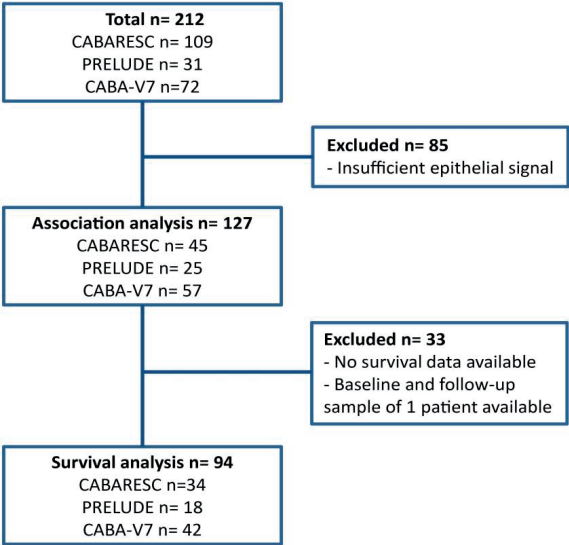 Total n= 212
CABARESC n= 109
PRELUDE n= 31
CABA-V7 n=72
Excluded n= 85
- Insufficient epithelial signal
Association analysis n= 127
CABARESC n= 45
PRELUDE n= 25
CABA-V7 n= 57
Excluded n= 33
- No survival data available
- Baseline and follow-up
sample of 1 patient available
Survival analysis n= 94
CABARESC n=34
PRELUDE n= 18
CABA-V7 n= 42